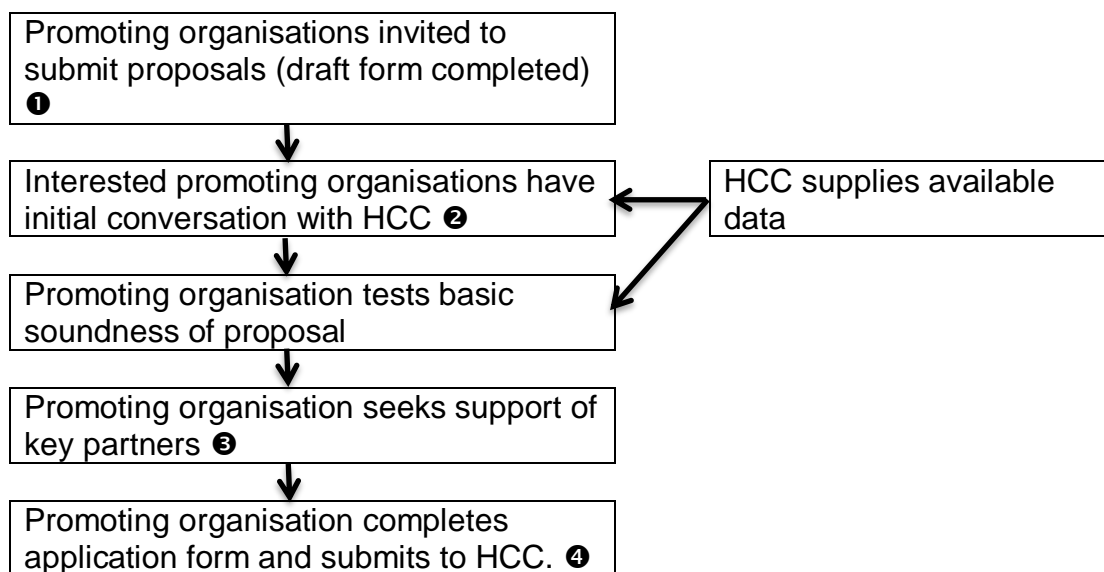 Promoting organisations invited to
submit proposals (draft form completed)
❶
Interested promoting organisations have
initial conversation with HCC ❷
HCC supplies available
data
Promoting organisation tests basic
soundness of proposal
Promoting organisation seeks support of
key partners ❸
Promoting organisation completes
application form and submits to HCC. ❹